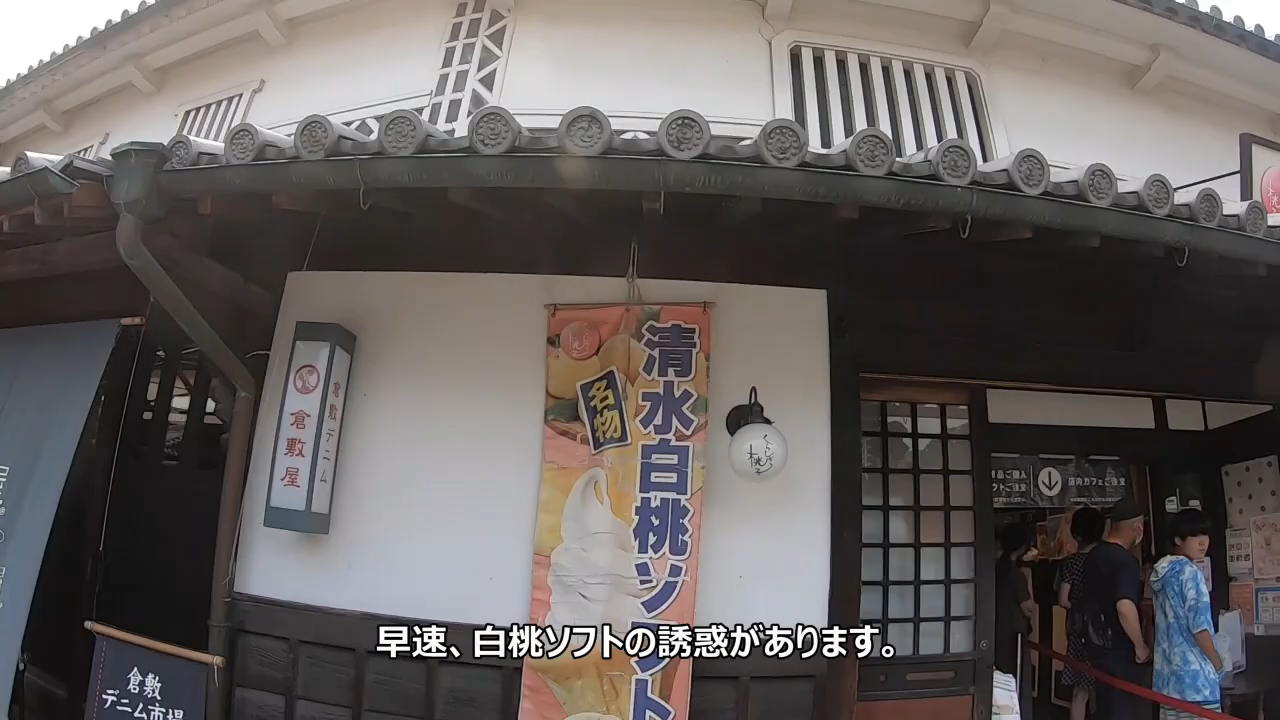 清水白桃ソフト
名物
倉敷屋
倉敷デニム
くらしき
桃子
店内カフェご注文
倉敷
デニム市場
早速、白桃ソフトの誘惑があります。